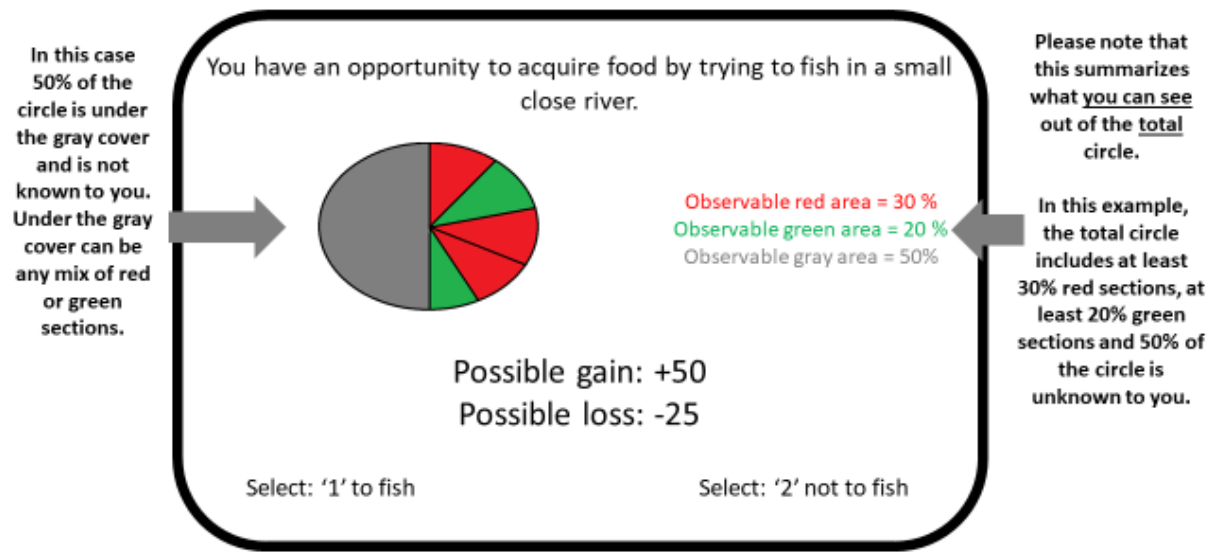 In this case
50% of the
circle is under
the gray cover
and is not
known to you.
Under the gray
cover can be
any mix of red
or green
sections.
You have an opportunity to acquire food by trying to fish in a small
close river.
Observable red area = 30 %
Observable green area = 20 %
Observable gray area = 50%
Possible gain: +50
Possible loss: -25
Select: ‘1’ to fish
Select: ‘2’ not to fish
Please note that
this summarizes
what you can see
out of the total
circle.
In this example,
the total circle
includes at least
30% red sections, at
least 20% green
sections and 50% of
the circle is
unknown to you.